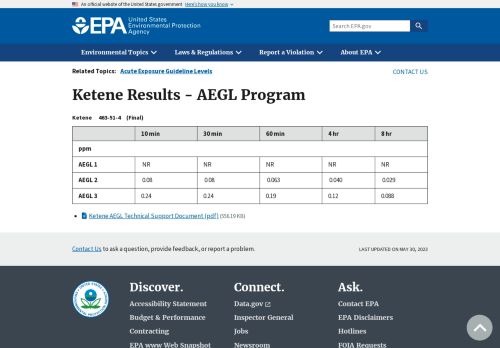 An official website of the United States government Here's how you know
EPA United States
Environmental Protection
Agency
Search EPA.gov
Environmental Topics Laws & Regulations Report a Violation About EPA
Related Topics: Acute Exposure Guideline Levels CONTACT US
Ketene Results - AEGL Program
Ketene 463-51-4 (Final)
10 min 30 min 60 min 4 hr 8 hr
ppm
AEGL 1 NR NR NR NR NR
AEGL 2 0.08 0.08 0.063 0.040 0.029
AEGL 3 0.24 0.24 0.19 0.12 0.088
Ketene AEGL Technical Support Document (pdf) (558.19 KB)
Contact Us to ask a question, provide feedback, or report a problem. LAST UPDATED ON MAY 30, 2023
Discover. Connect. Ask.
Accessibility Statement Data.gov Contact EPA
Budget & Performance Inspector General EPA Disclaimers
Contracting Jobs Hotlines
EPA www Web Snapshot Newsroom FOIA Requests